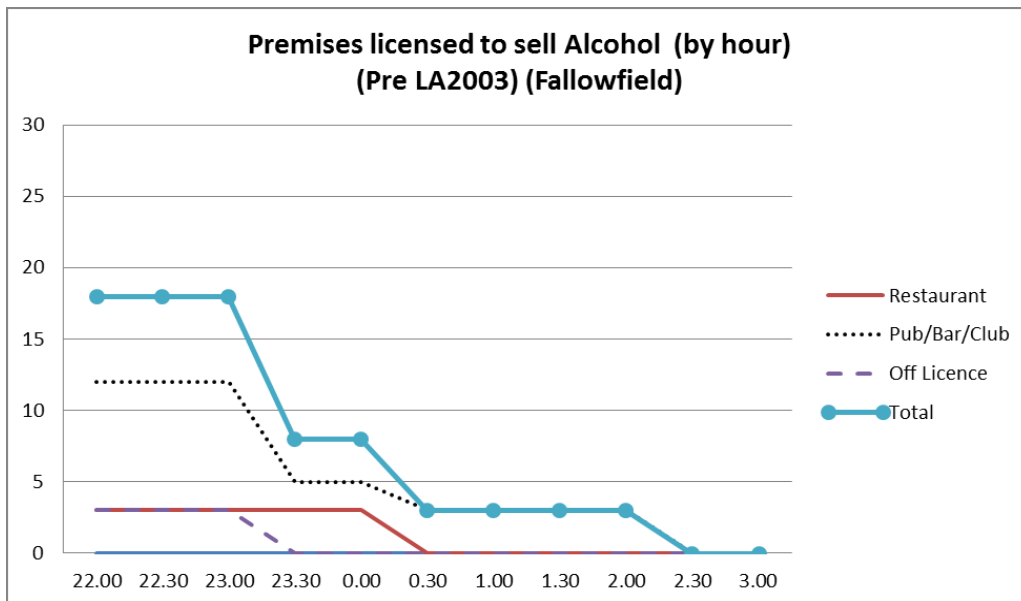 Premises licensed to sell Alcohol (by hour)
(Pre LA2003) (Fallowfield)
30
25
20
15
10
5
0
22.00 22.30 23.00 23.30 0.00 0.30 1.00 1.30 2.00 2.30 3.00
Restaurant
Pub/Bar/Club
Off Licence
Total